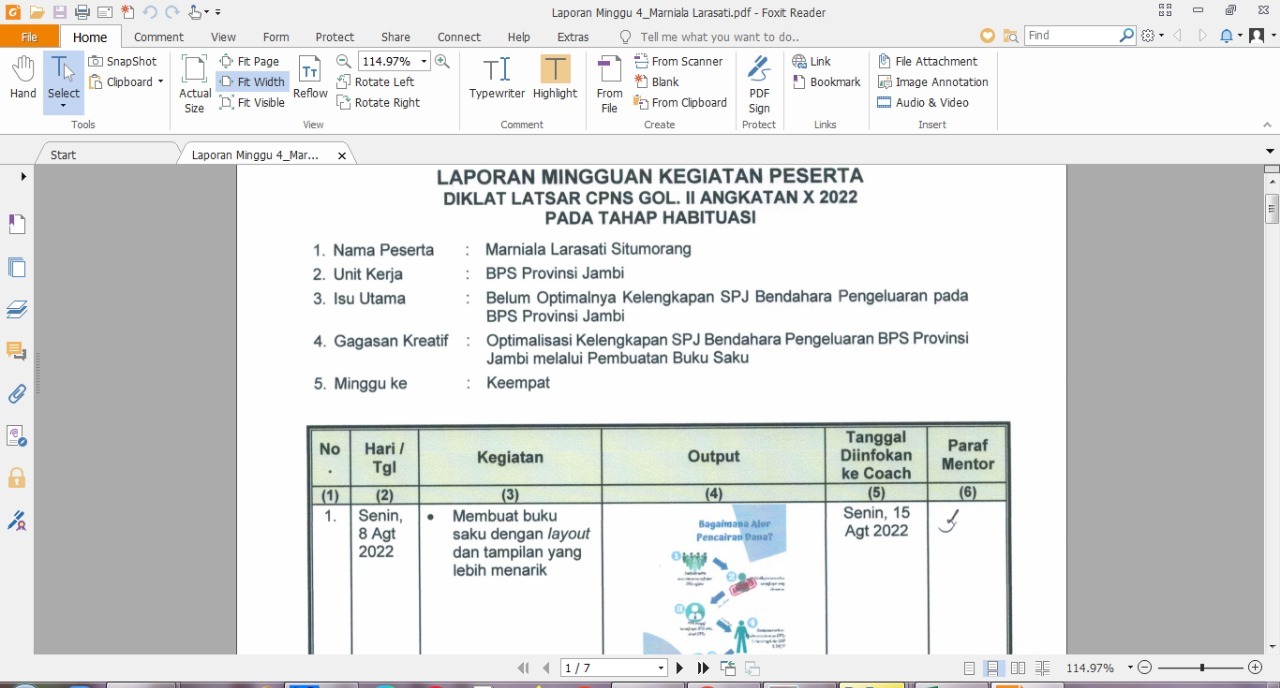 Laporan Minggu 4_Marniala Larasati.pdf - Foxit Reader
File Home Comment View Form Protect Share Connect Help Extras Tell me what you want to do.. Find
Hand
Select
SnapShot
Clipboard
Tools
Actual Size
Fit Page
Fit Width
Fit Visible
Reflow
114.97%
Rotate Left
Rotate Right
View
Typewriter
Highlight
Comment
From File
From Scanner
Blank
From Clipboard
Create
PDF Sign
Protect
Link
Bookmark
Links
File Attachment
Image Annotation
Audio & Video
Insert
Start
Laporan Minggu 4_Mar...
LAPORAN MINGGUAN KEGIATAN PESERTA
DIKLAT LATSAR CPNS GOL. II ANGKATAN X 2022
PADA TAHAP HABITUASI
1. Nama Peserta : Marniala Larasati Situmorang
2. Unit Kerja : BPS Provinsi Jambi
3. Isu Utama : Belum Optimalnya Kelengkapan SPJ Bendahara Pengeluaran pada
BPS Provinsi Jambi
4. Gagasan Kreatif : Optimalisasi Kelengkapan SPJ Bendahara Pengeluaran BPS Provinsi
Jambi melalui Pembuatan Buku Saku
5. Minggu ke : Keempat
No
.
Hari /
Tgl
Kegiatan
Output
Tanggal
Diinfokan
ke Coach
Paraf
Mentor
(1) (2) (3) (4) (5) (6)
1.
Senin,
8 Agt
2022
• Membuat buku
saku dengan layout
dan tampilan yang
lebih menarik
Bagaimana Alur
Pencairan Dana?
1
2
3
4
Senin, 15
Agt 2022
1 / 7
114.97%